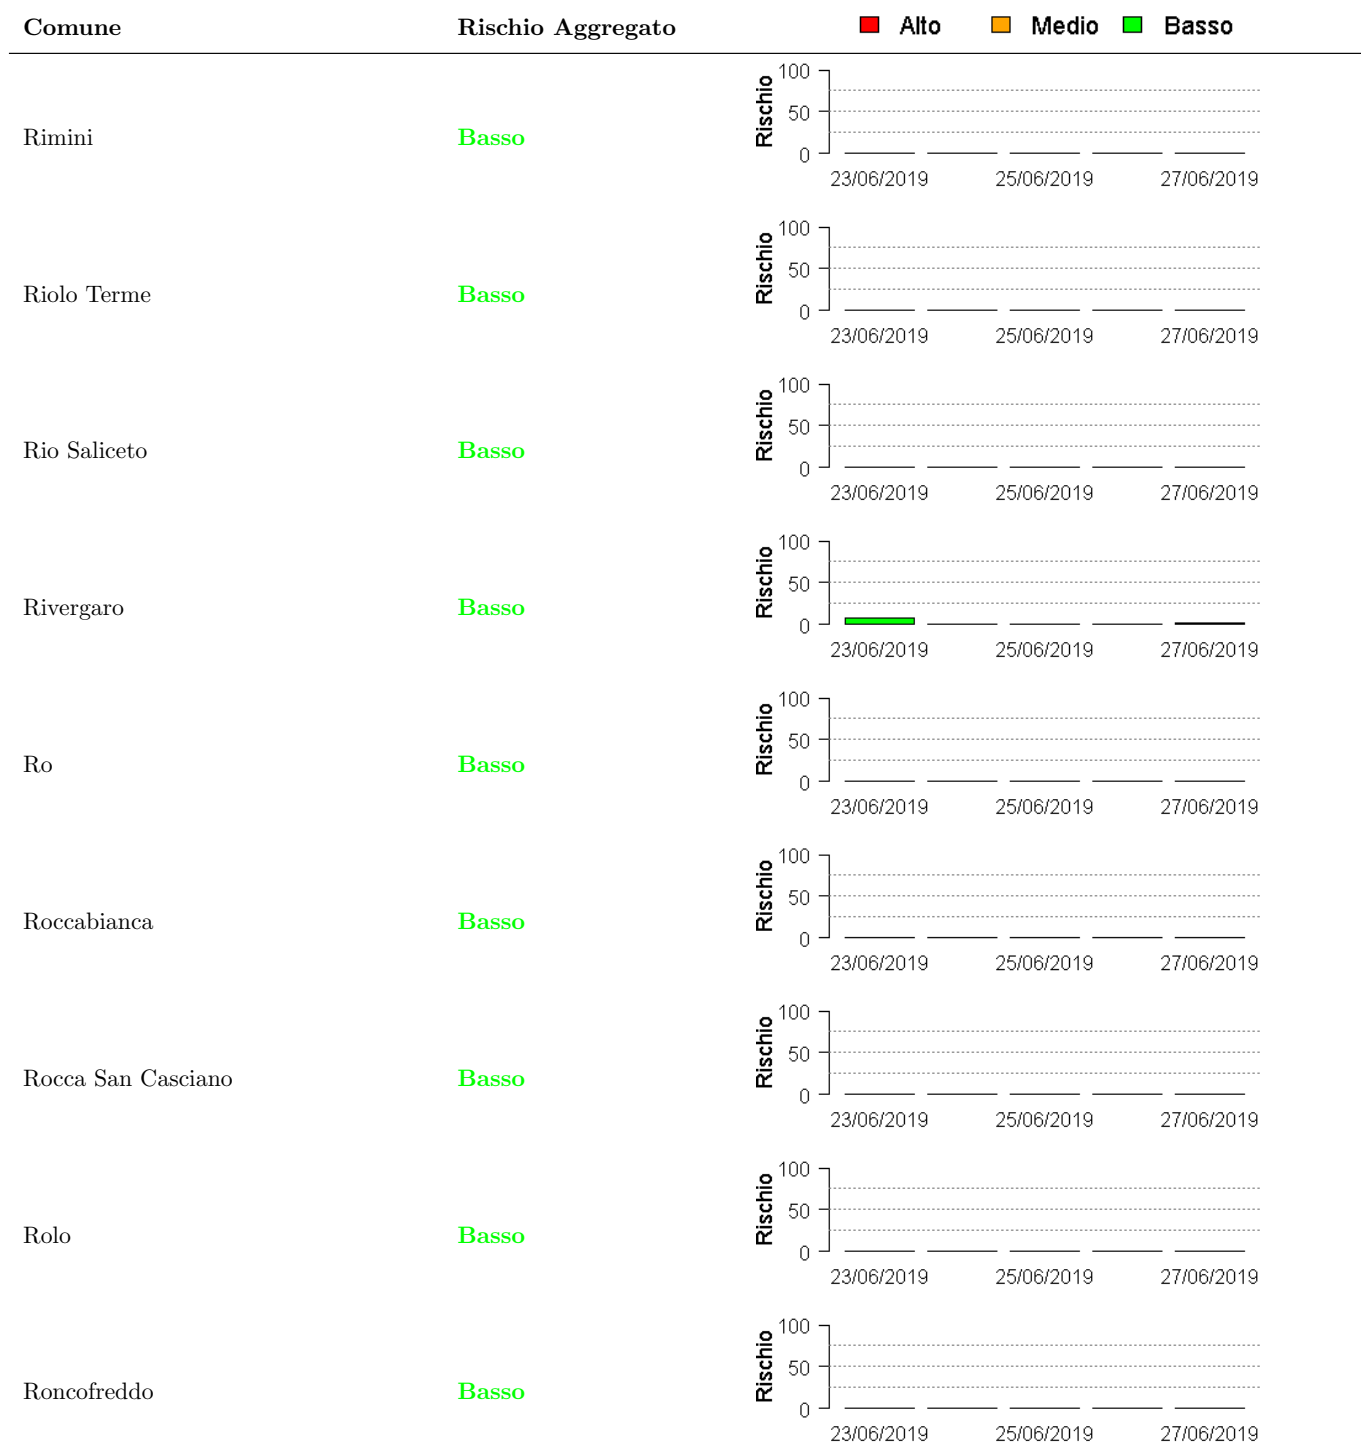 Comune Rischio Aggregato Alto Medio Basso
100
50
0
Rischio
23/06/2019 25/06/2019 27/06/2019
Rimini Basso
100
50
0
Rischio
23/06/2019 25/06/2019 27/06/2019
Riolo Terme Basso
100
50
0
Rischio
23/06/2019 25/06/2019 27/06/2019
Rio Saliceto Basso
100
50
0
Rischio
23/06/2019 25/06/2019 27/06/2019
Rivergaro Basso
100
50
0
Rischio
23/06/2019 25/06/2019 27/06/2019
Ro Basso
100
50
0
Rischio
23/06/2019 25/06/2019 27/06/2019
Roccabianca Basso
100
50
0
Rischio
23/06/2019 25/06/2019 27/06/2019
Rocca San Casciano Basso
100
50
0
Rischio
23/06/2019 25/06/2019 27/06/2019
Rolo Basso
100
50
0
Rischio
23/06/2019 25/06/2019 27/06/2019
Roncofreddo Basso